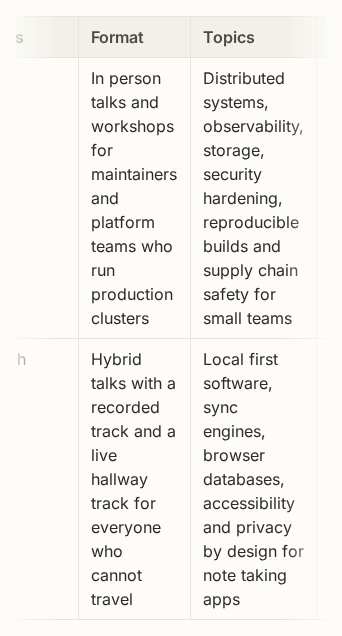 s Format Topics
In person Distributed
talks and systems,
workshops observability,
for storage,
maintainers security
and hardening,
platform reproducible
teams who builds and
run supply chain
production safety for
clusters small teams
h Hybrid Local first
talks with a software,
recorded sync
track and a engines,
live browser
hallway databases,
track for accessibility
everyone and privacy
who by design for
cannot note taking
travel apps